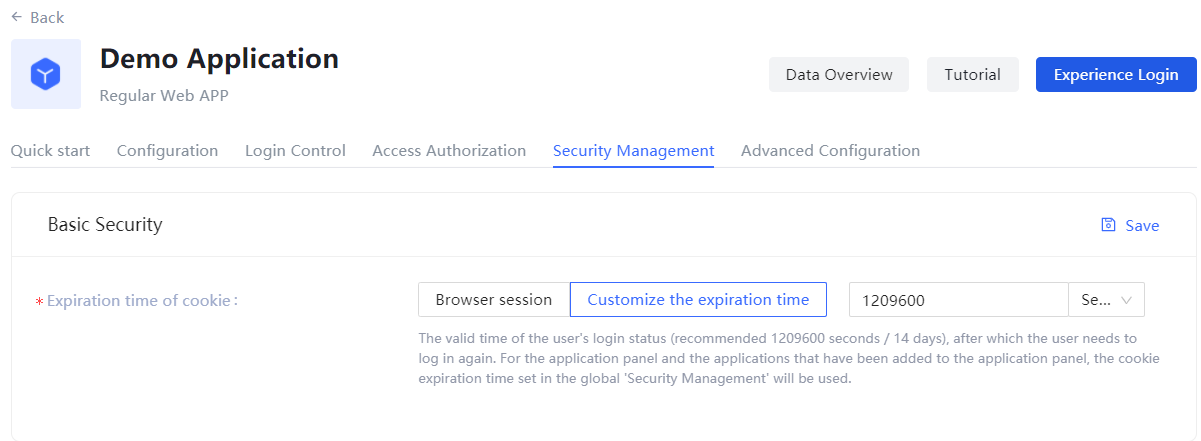 Back
Demo Application
Regular Web APP
Data Overview
Tutorial
Experience Login
Quick start
Configuration
Login Control
Access Authorization
Security Management
Advanced Configuration
Basic Security
Save
* Expiration time of cookie :
Browser session
Customize the expiration time
1209600
Se...
The valid time of the user's login status (recommended 1209600 seconds / 14 days), after which the user needs to
log in again. For the application panel and the applications that have been added to the application panel, the cookie
expiration time set in the global 'Security Management' will be used.